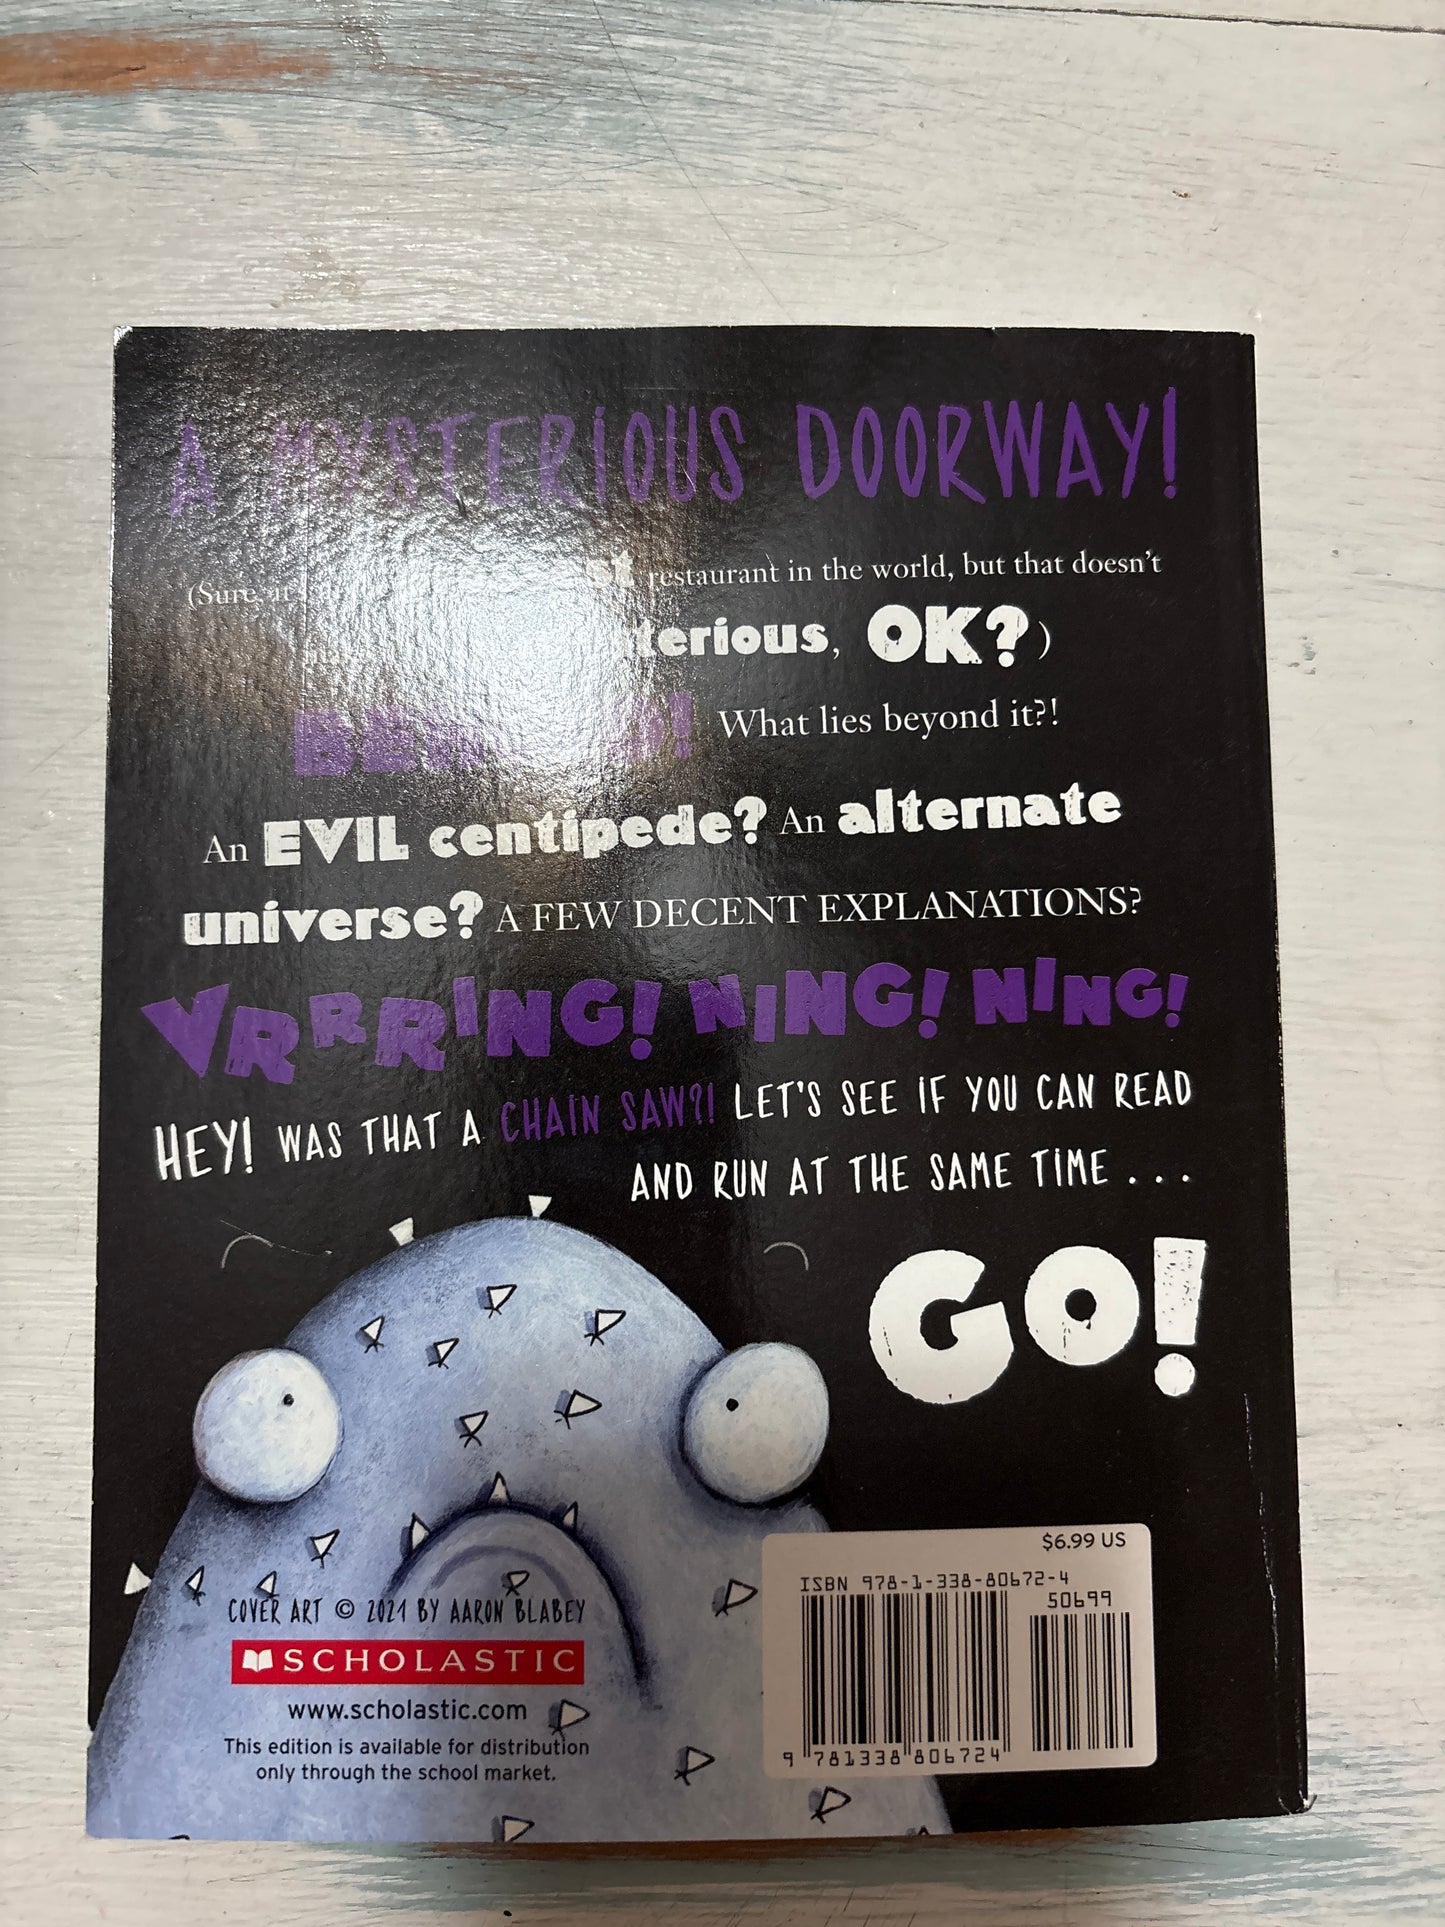 A MYSTERIOUS DOORWAY!
(Sure, it restaurant in the world, but that doesn't
OK?)
What lies beyond it?!
An EVIL centipede? An alternate
universe? A FEW DECENT EXPLANATIONS?
VRRRING! NING! NING!
HEY! WAS THAT A CHAIN SAW?! LET'S SEE IF YOU CAN READ
AND RUN AT THE SAME TIME . . .
GO!
COVER ART © 2021 BY AARON BLABEY
SCHOLASTIC
www.scholastic.com
This edition is available for distribution
only through the school market.
$6.99 US
ISBN 978-1-338-80672-4
50699
9 781338 806724